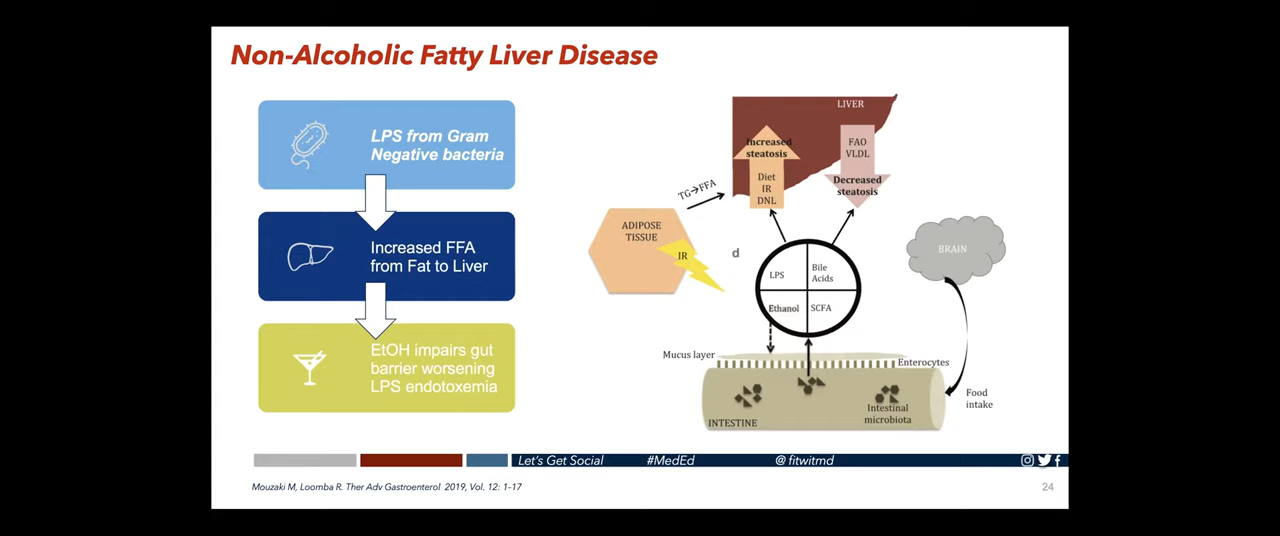 Non-Alcoholic Fatty Liver Disease
LPS from Gram
Negative bacteria
Increased FFA
from Fat to Liver
EtOH impairs gut
barrier worsening
LPS endotoxemia
LIVER
Increased
steatosis
Diet
IR
DNL
FAO
VLDL
Decreased
steatosis
TG→FFA
ADIPOSE
TISSUE
IR
d
LPS
Bile
Acids
Ethanol
SCFA
BRAIN
Mucus layer
Enterocytes
Food
intake
INTESTINE
Intestinal
microbiota
Let's Get Social
#MedEd
@ fitwitmd
Mouzaki M, Loomba R. Ther Adv Gastroenterol 2019, Vol. 12: 1–17
24